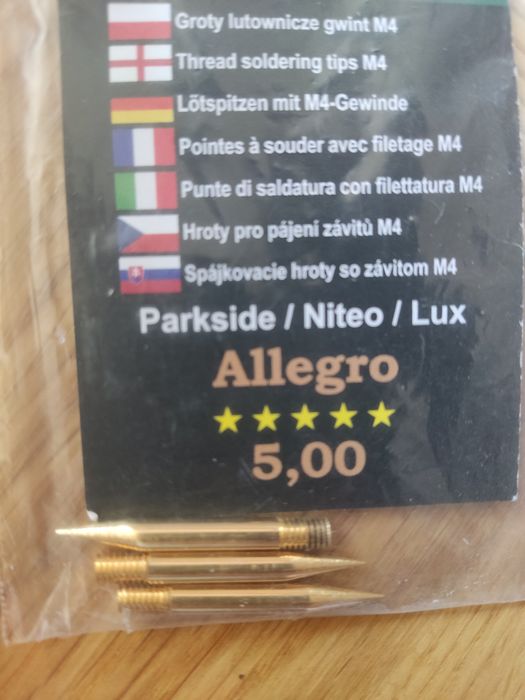 Groty lutownicze gwint M4
Thread soldering tips M4
Lötspitzen mit M4-Gewinde
Pointes à souder avec filetage M4
Punte di saldatura con filettatura M4
Hroty pro pájení závitů M4
Spájkovacie hroty so závitom M4
Parkside / Niteo / Lux
Allegro
5,00